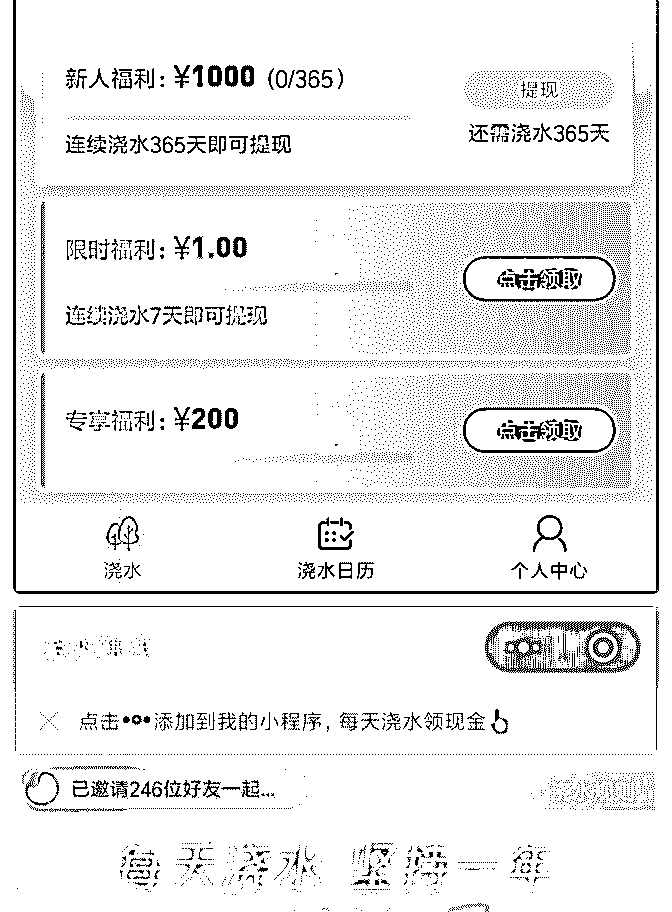 新人福利：¥1000（0/365）
提现
连续浇水365天即可提现
还需浇水365天
限时福利：¥1.00
点击领取
连续浇水7天即可提现
专享福利：¥200
点击领取
浇水
浇水日历
个人中心
点击添加到我的小程序，每天浇水领现金
已邀请246位好友一起...
每天浇水 坚持一年